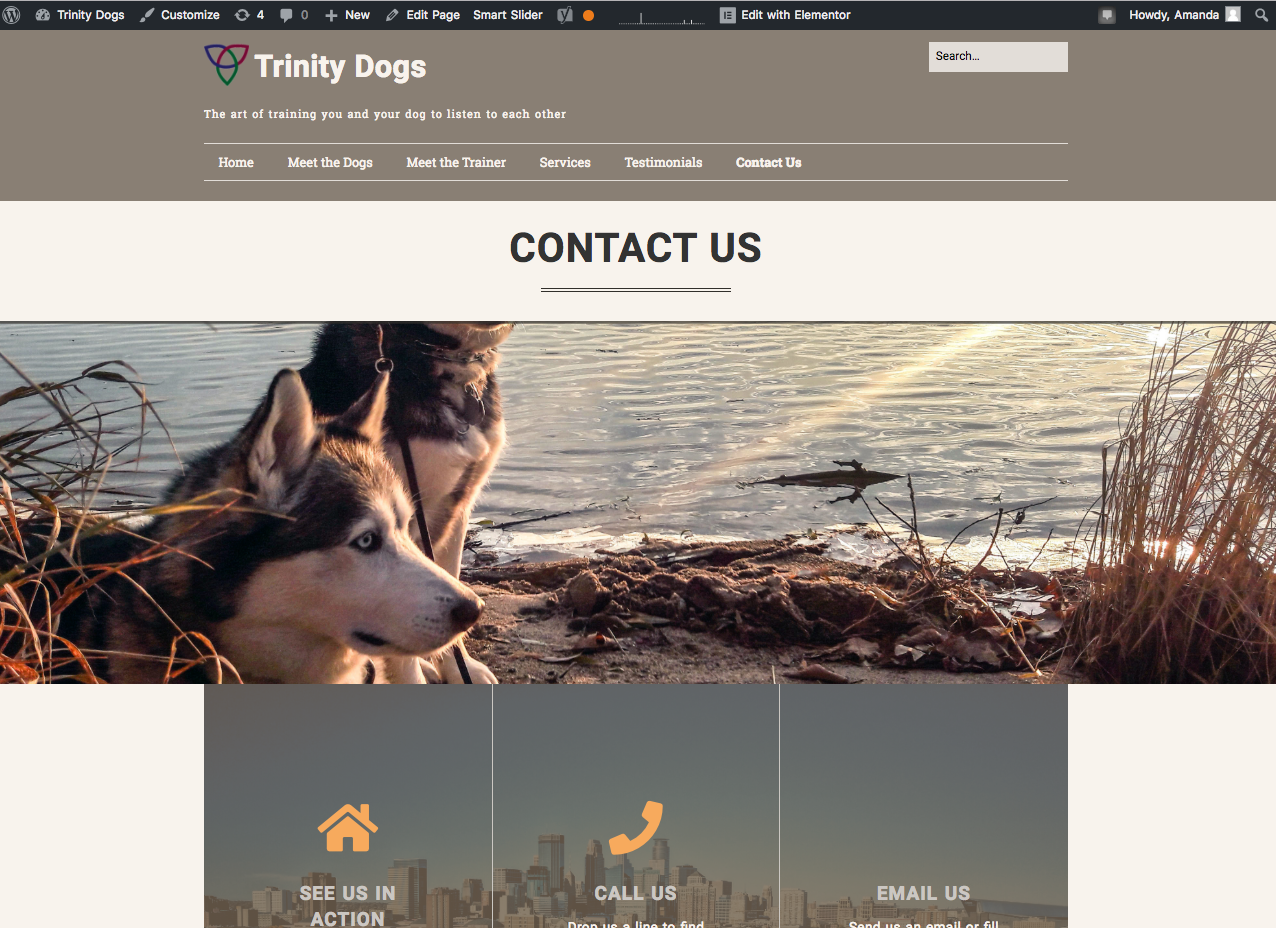 Trinity Dogs Customize 4 0 New Edit Page Smart Slider Edit with Elementor Howdy, Amanda
Trinity Dogs
Search...
The art of training you and your dog to listen to each other
Home Meet the Dogs Meet the Trainer Services Testimonials Contact Us
CONTACT US
SEE US IN
ACTION
CALL US
Drop us a line to find
EMAIL US
Send us an email or fill